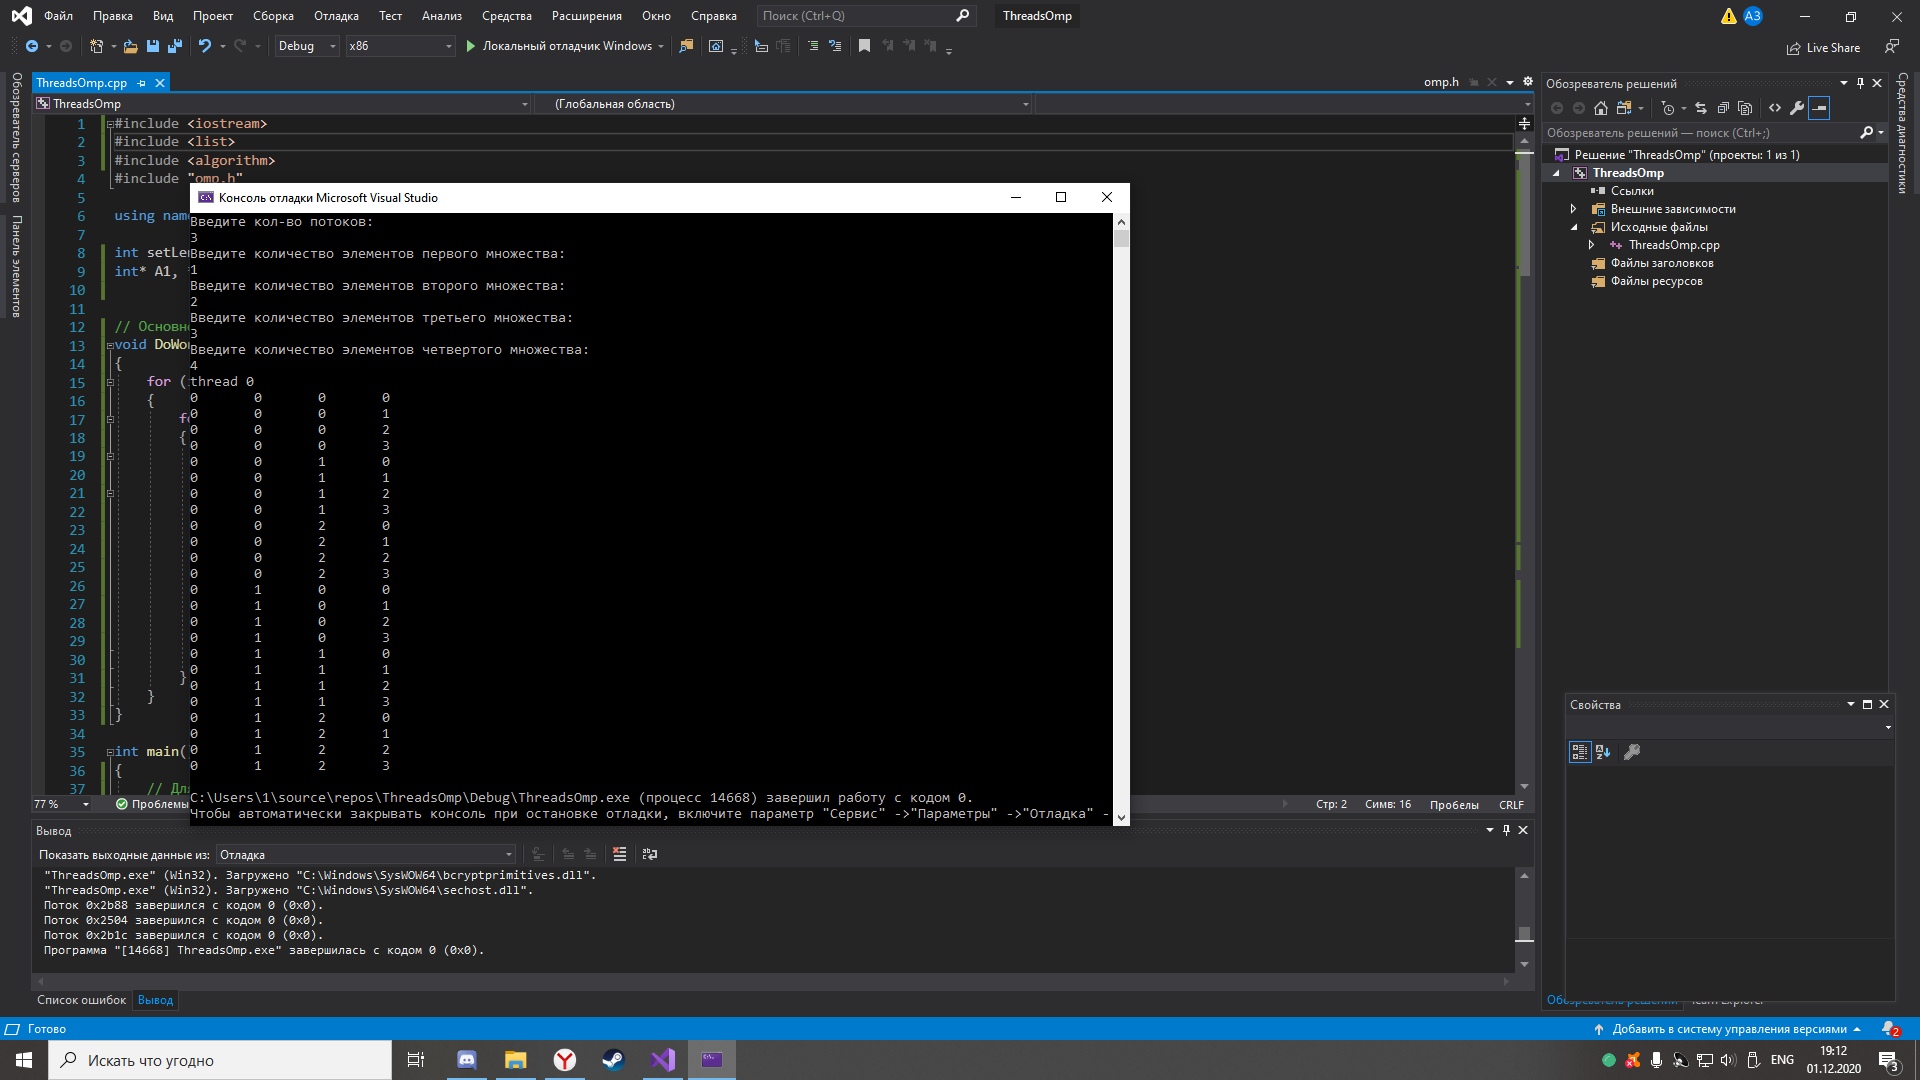 Файл Правка Вид Проект Сборка Отладка Тест Анализ Средства Расширения Окно Справка Поиск (Ctrl+Q) ThreadsOmp АЗ
Debug x86 Локальный отладчик Windows Live Share
Обозреватель серверов
Панель элементов
ThreadsOmp.cpp omp.h
ThreadsOmp (Глобальная область)
1 #include <iostream>
2 #include <list>
3 #include <algorithm>
4 #include "omp.h"
5
6 using nam
7
8 int setLe
9 int* A1,
10
11
12 // Основн
13 void DoWo
14 {
15 for (
16 {
17 f
18 {
19
20
21
22
23
24
25
26
27
28
29
30
31 }
32 }
33 }
34
35 int main(
36 {
37 // Дл
77 % Проблемы Стр: 2 Симв: 16 Пробелы CRLF
Консоль отладки Microsoft Visual Studio
Введите кол-во потоков:
3
Введите количество элементов первого множества:
1
Введите количество элементов второго множества:
2
Введите количество элементов третьего множества:
3
Введите количество элементов четвертого множества:
4
thread 0
0 0 0 0
0 0 0 1
0 0 0 2
0 0 0 3
0 0 1 0
0 0 1 1
0 0 1 2
0 0 1 3
0 0 2 0
0 0 2 1
0 0 2 2
0 0 2 3
0 1 0 0
0 1 0 1
0 1 0 2
0 1 0 3
0 1 1 0
0 1 1 1
0 1 1 2
0 1 1 3
0 1 2 0
0 1 2 1
0 1 2 2
0 1 2 3
C:\Users\1\source\repos\ThreadsOmp\Debug\ThreadsOmp.exe (процесс 14668) завершил работу с кодом 0.
Чтобы автоматически закрывать консоль при остановке отладки, включите параметр "Сервис" ->"Параметры" ->"Отладка" -
Вывод
Показать выходные данные из: Отладка
"ThreadsOmp.exe" (Win32). Загружено "C:\Windows\SysWOW64\bcryptprimitives.dll".
"ThreadsOmp.exe" (Win32). Загружено "C:\Windows\SysWOW64\sechost.dll".
Поток 0x2b88 завершился с кодом 0 (0x0).
Поток 0x2504 завершился с кодом 0 (0x0).
Поток 0x2b1c завершился с кодом 0 (0x0).
Программа "[14668] ThreadsOmp.exe" завершилась с кодом 0 (0x0).
Список ошибок Вывод
Обозреватель решений
Обозреватель решений — поиск (Ctrl+;)
Решение "ThreadsOmp" (проекты: 1 из 1)
ThreadsOmp
Ссылки
Внешние зависимости
Исходные файлы
ThreadsOmp.cpp
Файлы заголовков
Файлы ресурсов
Средства диагностики
Свойства
Обозреватель решений Team Explorer
Готово Добавить в систему управления версиями 2
Искать что угодно ENG 19:12
01.12.2020 3